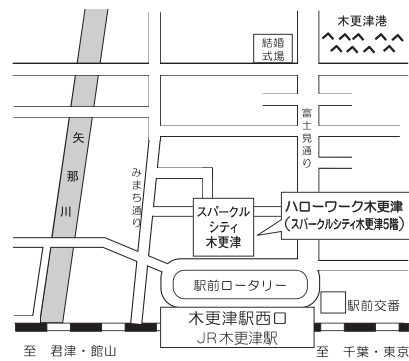 木更津港
結婚
式場
富士見通り
矢那川
みまち通り
スパークル
シティ
木更津
ハローワーク木更津
(スパークルシティ木更津5階)
駅前ロータリー
駅前交番
木更津駅西口
JR木更津駅
至 君津・館山
至 千葉・東京